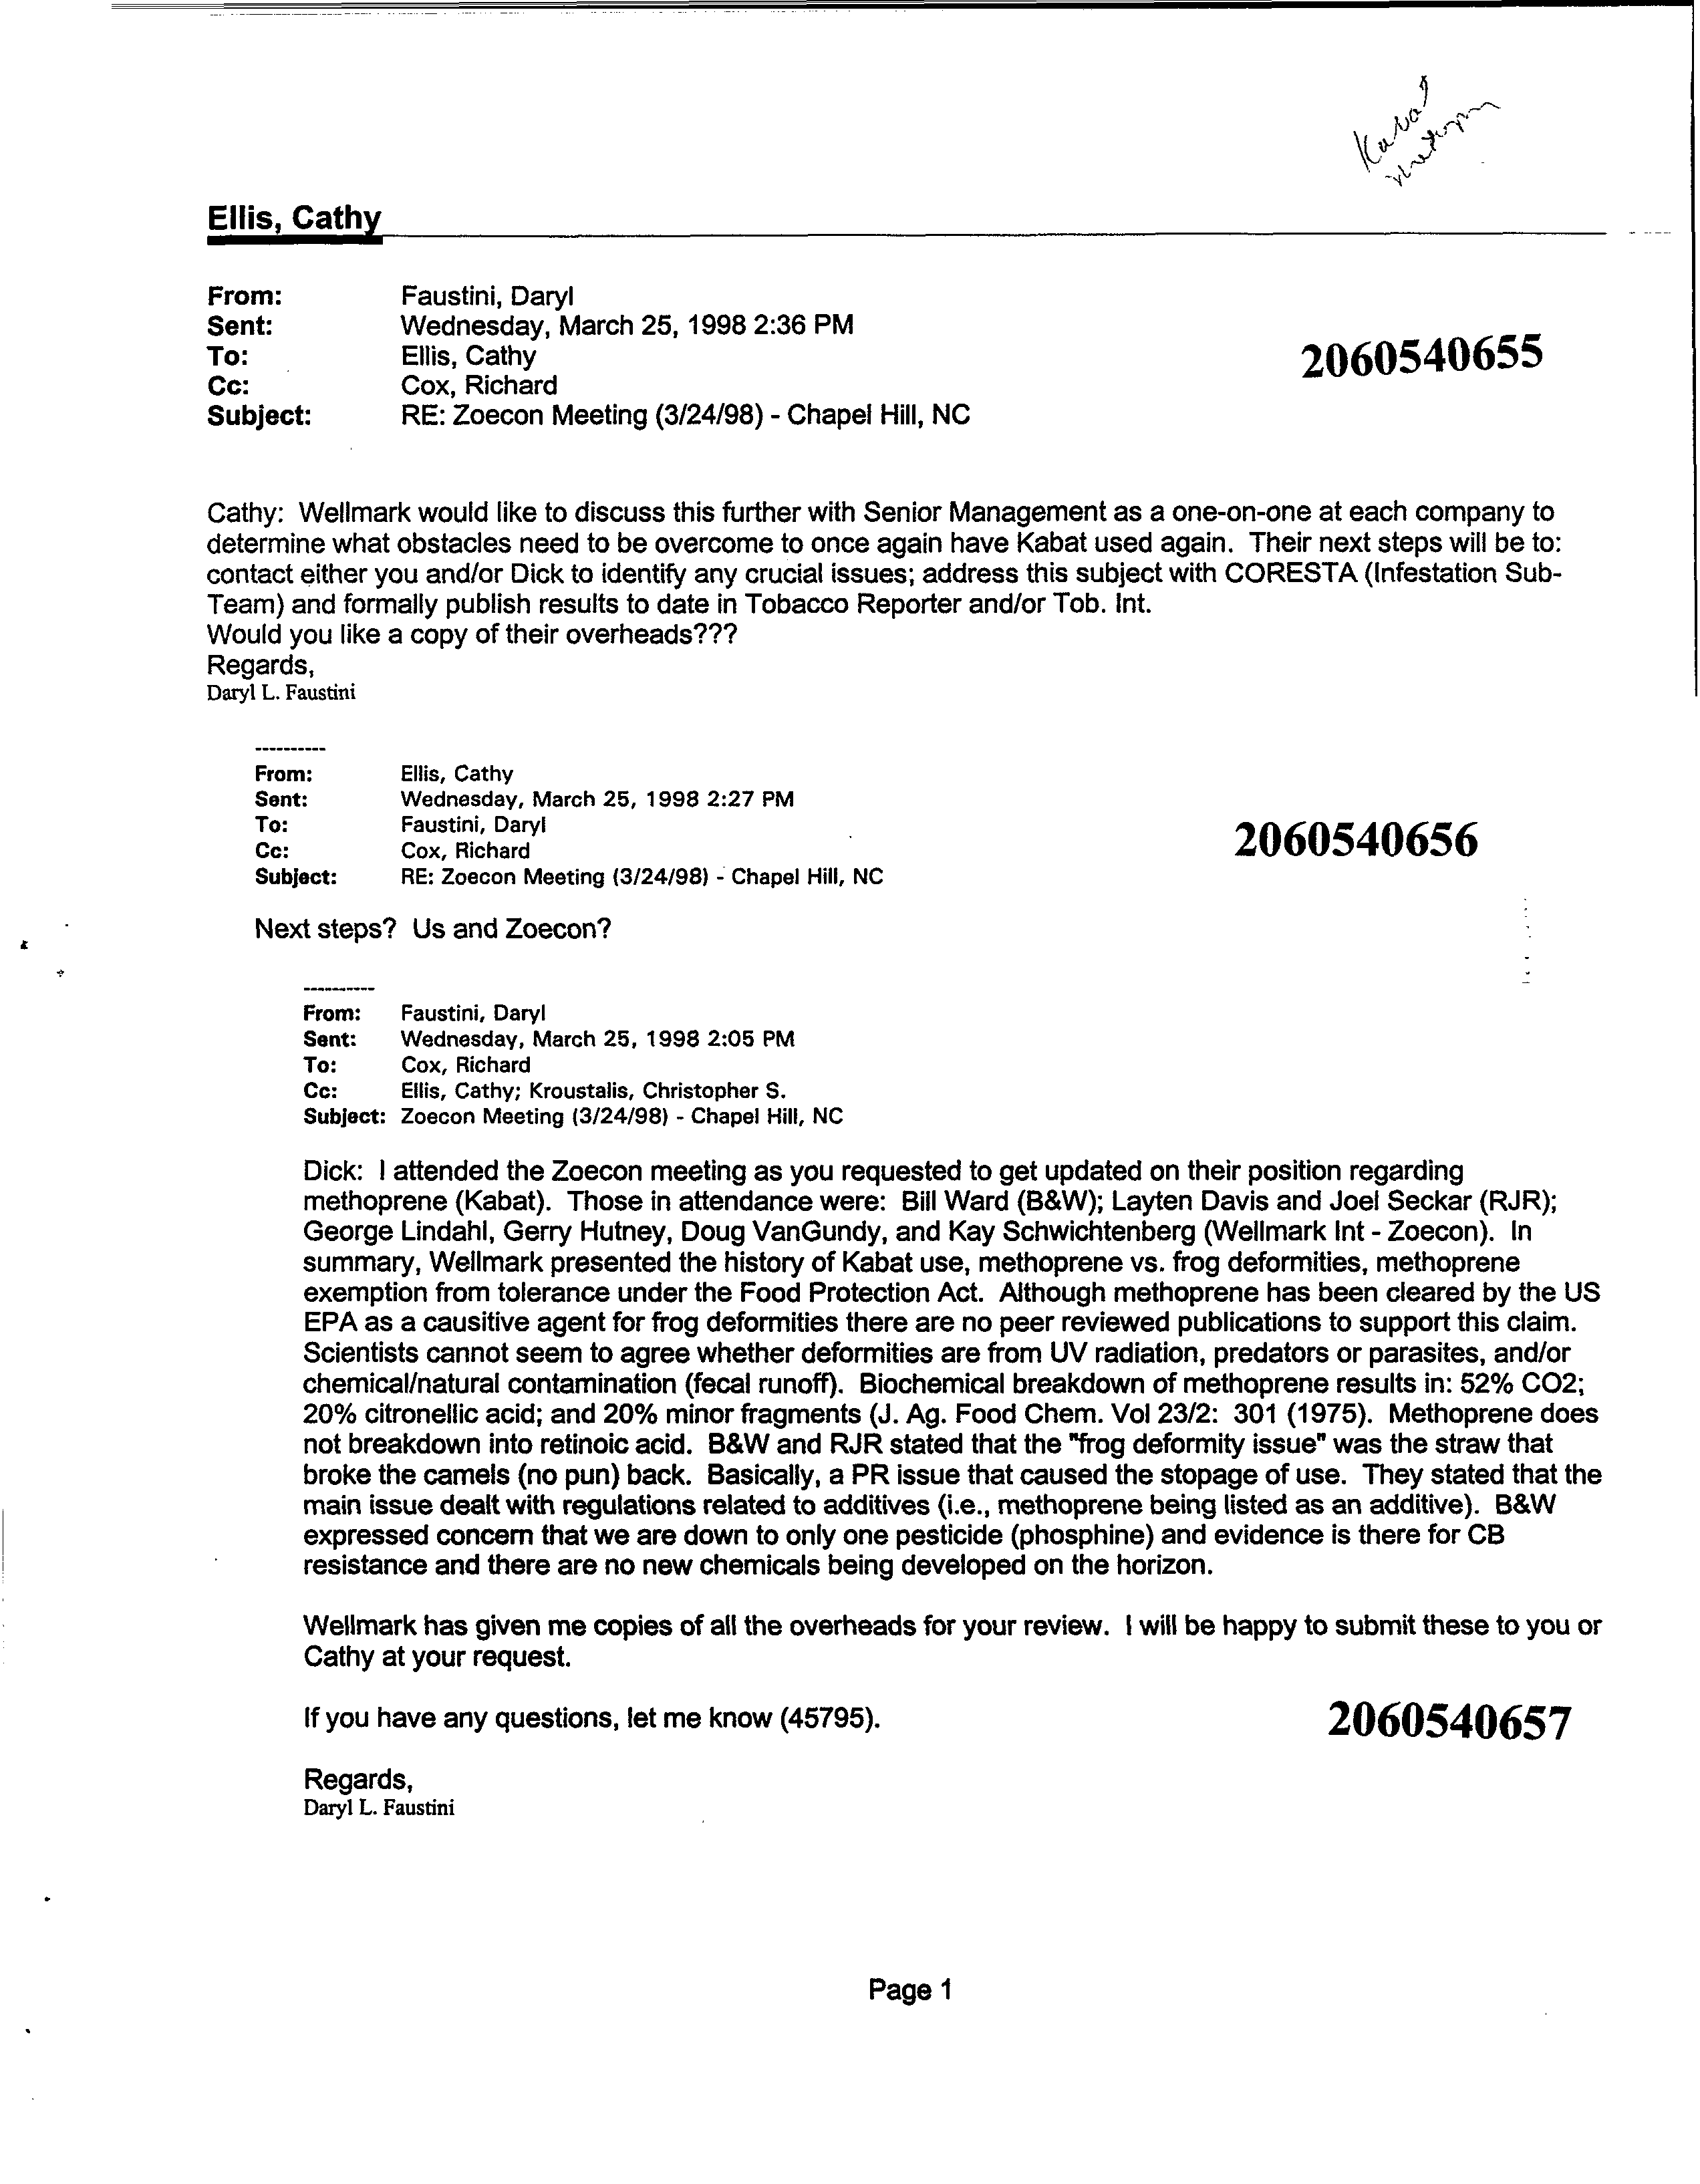 Kabat
Ellis, Cathy
From: Faustini, Daryl
Sent: Wednesday, March 25, 1998 2:36 PM
To: Ellis, Cathy
Cc: Cox, Richard
Subject: RE: Zoecon Meeting (3/24/98) - Chapel Hill, NC
2060540655
Cathy: Wellmark would like to discuss this further with Senior Management as a one-on-one at each company to
determine what obstacles need to be overcome to once again have Kabat used again. Their next steps will be to:
contact either you and/or Dick to identify any crucial issues; address this subject with CORESTA (Infestation Sub-
Team) and formally publish results to date in Tobacco Reporter and/or Tob. Int.
Would you like a copy of their overheads???
Regards,
Daryl L. Faustini
----------
From: Ellis, Cathy
Sent: Wednesday, March 25, 1998 2:27 PM
To: Faustini, Daryl
Cc: Cox, Richard
Subject: RE: Zoecon Meeting (3/24/98) - Chapel Hill, NC
2060540656
Next steps? Us and Zoecon?
----------
From: Faustini, Daryl
Sent: Wednesday, March 25, 1998 2:05 PM
To: Cox, Richard
Cc: Ellis, Cathy; Kroustalis, Christopher S.
Subject: Zoecon Meeting (3/24/98) - Chapel Hill, NC
Dick: I attended the Zoecon meeting as you requested to get updated on their position regarding
methoprene (Kabat). Those in attendance were: Bill Ward (B&W); Layten Davis and Joel Seckar (RJR);
George Lindahl, Gerry Hutney, Doug VanGundy, and Kay Schwichtenberg (Wellmark Int - Zoecon). In
summary, Wellmark presented the history of Kabat use, methoprene vs. frog deformities, methoprene
exemption from tolerance under the Food Protection Act. Although methoprene has been cleared by the US
EPA as a causitive agent for frog deformities there are no peer reviewed publications to support this claim.
Scientists cannot seem to agree whether deformities are from UV radiation, predators or parasites, and/or
chemical/natural contamination (fecal runoff). Biochemical breakdown of methoprene results in: 52% CO2;
20% citronellic acid; and 20% minor fragments (J. Ag. Food Chem. Vol 23/2: 301 (1975). Methoprene does
not breakdown into retinoic acid. B&W and RJR stated that the "frog deformity issue" was the straw that
broke the camels (no pun) back. Basically, a PR issue that caused the stopage of use. They stated that the
main issue dealt with regulations related to additives (i.e., methoprene being listed as an additive). B&W
expressed concern that we are down to only one pesticide (phosphine) and evidence is there for CB
resistance and there are no new chemicals being developed on the horizon.
Wellmark has given me copies of all the overheads for your review. I will be happy to submit these to you or
Cathy at your request.
If you have any questions, let me know (45795).
2060540657
Regards,
Daryl L. Faustini
Page 1